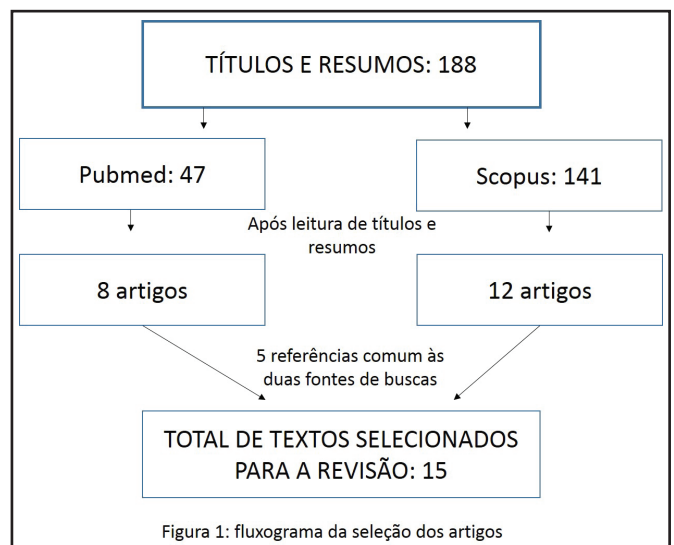 TÍTULOS E RESUMOS: 188
Pubmed: 47
Scopus: 141
Após leitura de títulos e
resumos
8 artigos
12 artigos
5 referências comum às
duas fontes de buscas
TOTAL DE TEXTOS SELECIONADOS
PARA A REVISÃO: 15
Figura 1: fluxograma da seleção dos artigos